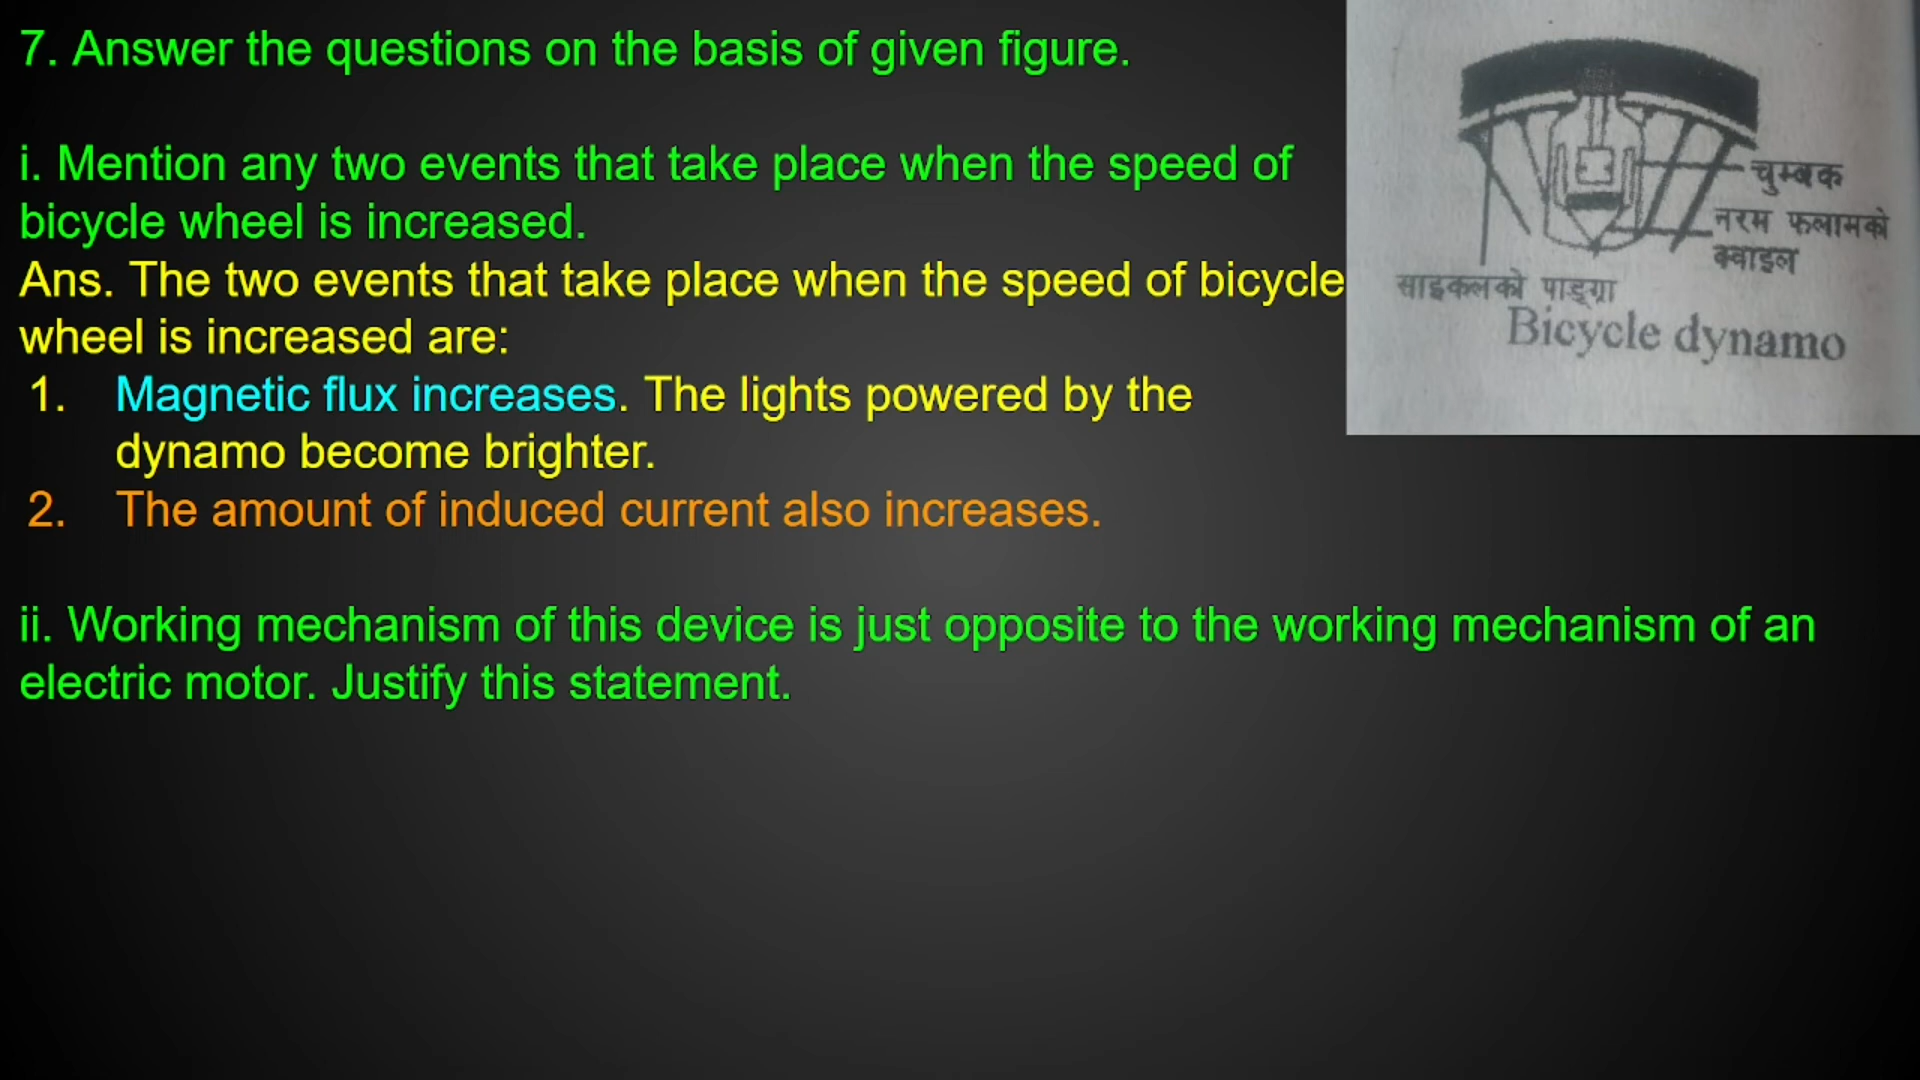 7. Answer the questions on the basis of given figure.
i. Mention any two events that take place when the speed of
bicycle wheel is increased.
Ans. The two events that take place when the speed of bicycle
wheel is increased are:
1. Magnetic flux increases. The lights powered by the
dynamo become brighter.
2. The amount of induced current also increases.
ii. Working mechanism of this device is just opposite to the working mechanism of an
electric motor. Justify this statement.
चुम्बक
नरम फलामको
क्वाइल
साइकलको पाङ्ग्रा
Bicycle dynamo